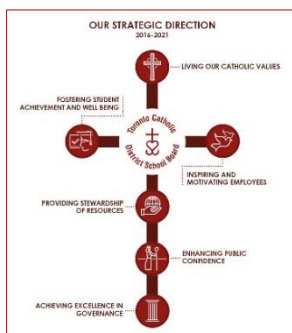 OUR STRATEGIC DIRECTION
2016-2021
LIVING OUR CATHOLIC VALUES
FOSTERING STUDENT
ACHIEVEMENT AND WELL BEING
Toronto Catholic
District School Board
INSPIRING AND
MOTIVATING EMPLOYEES
PROVIDING STEWARDSHIP
OF RESOURCES
ENHANCING PUBLIC
CONFIDENCE
ACHIEVING EXCELLENCE IN
GOVERNANCE